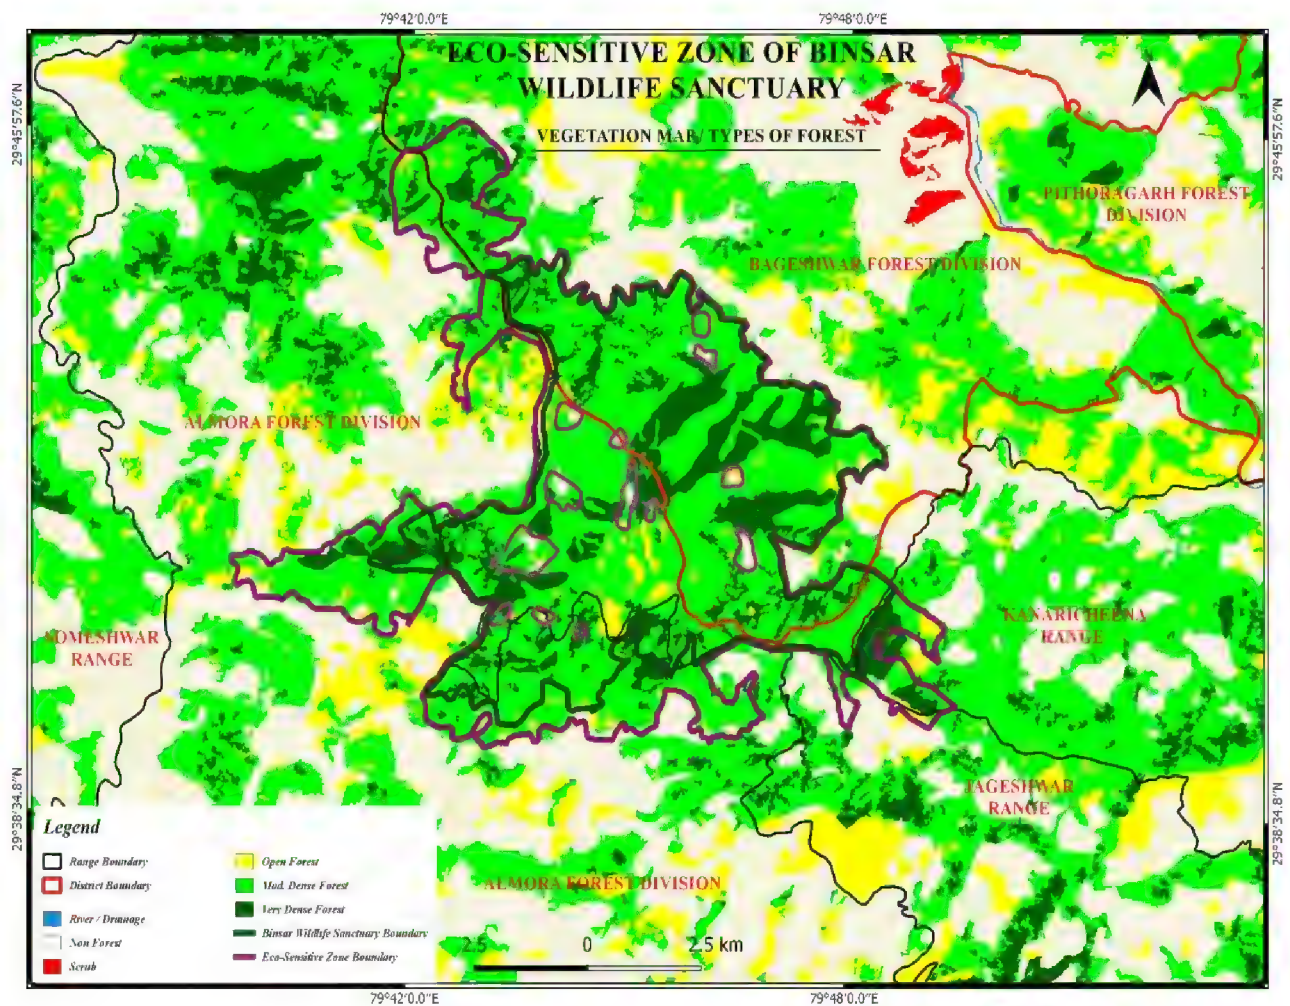 79°42'0.0"E
79°48'0.0"E
ECO-SENSITIVE ZONE OF BINSAR
WILDLIFE SANCTUARY
VEGETATION MAP/ TYPES OF FOREST
29°45'57.6"N
29°45'57.6"N
PITHORAGARH FOREST
DIVISION
BAGESHWAR FOREST DIVISION
ALMORA FOREST DIVISION
KANARICHEENA
RANGE
SOMESHWAR
RANGE
JAGESHWAR
RANGE
29°38'34.8"N
29°38'34.8"N
ALMORA FOREST DIVISION
Legend
Range Boundary
District Boundary
River / Drainage
Non Forest
Scrub
Open Forest
Mod. Dense Forest
Very Dense Forest
Binsar Wildlife Sanctuary Boundary
Eco-Sensitive Zone Boundary
2.5 0 2.5 km
79°42'0.0"E
79°48'0.0"E